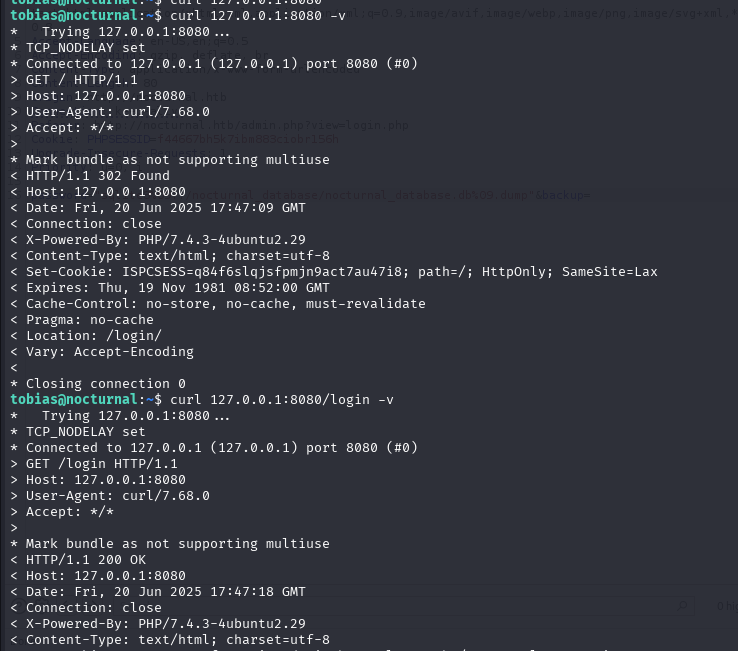 tobias@nocturnal:~$ curl 127.0.0.1:8080
tobias@nocturnal:~$ curl 127.0.0.1:8080 -v
*   Trying 127.0.0.1:8080...
* TCP_NODELAY set
* Connected to 127.0.0.1 (127.0.0.1) port 8080 (#0)
> GET / HTTP/1.1
> Host: 127.0.0.1:8080
> User-Agent: curl/7.68.0
> Accept: */*
>
* Mark bundle as not supporting multiuse
< HTTP/1.1 302 Found
< Host: 127.0.0.1:8080
< Date: Fri, 20 Jun 2025 17:47:09 GMT
< Connection: close
< X-Powered-By: PHP/7.4.3-4ubuntu2.29
< Content-Type: text/html; charset=utf-8
< Set-Cookie: ISPCSESS=q84f6slqjsfpmjn9act7au47i8; path=/; HttpOnly; SameSite=Lax
< Expires: Thu, 19 Nov 1981 08:52:00 GMT
< Cache-Control: no-store, no-cache, must-revalidate
< Pragma: no-cache
< Location: /login/
< Vary: Accept-Encoding
<
* Closing connection 0
tobias@nocturnal:~$ curl 127.0.0.1:8080/login -v
*   Trying 127.0.0.1:8080...
* TCP_NODELAY set
* Connected to 127.0.0.1 (127.0.0.1) port 8080 (#0)
> GET /login HTTP/1.1
> Host: 127.0.0.1:8080
> User-Agent: curl/7.68.0
> Accept: */*
>
* Mark bundle as not supporting multiuse
< HTTP/1.1 200 OK
< Host: 127.0.0.1:8080
< Date: Fri, 20 Jun 2025 17:47:18 GMT
< Connection: close
< X-Powered-By: PHP/7.4.3-4ubuntu2.29
< Content-Type: text/html; charset=utf-8